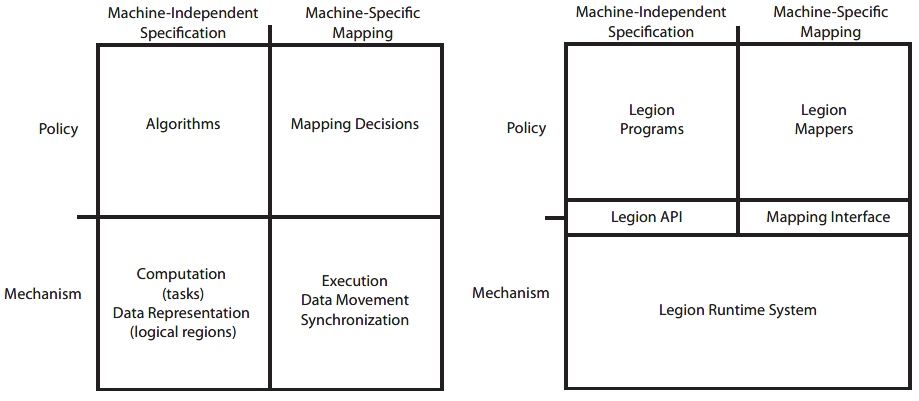 Machine-Independent
Specification
Machine-Specific
Mapping
Policy
Algorithms
Mapping Decisions
Mechanism
Computation
(tasks)
Data Representation
(logical regions)
Execution
Data Movement
Synchronization
Machine-Independent
Specification
Machine-Specific
Mapping
Policy
Legion
Programs
Legion
Mappers
Legion API
Mapping Interface
Mechanism
Legion Runtime System